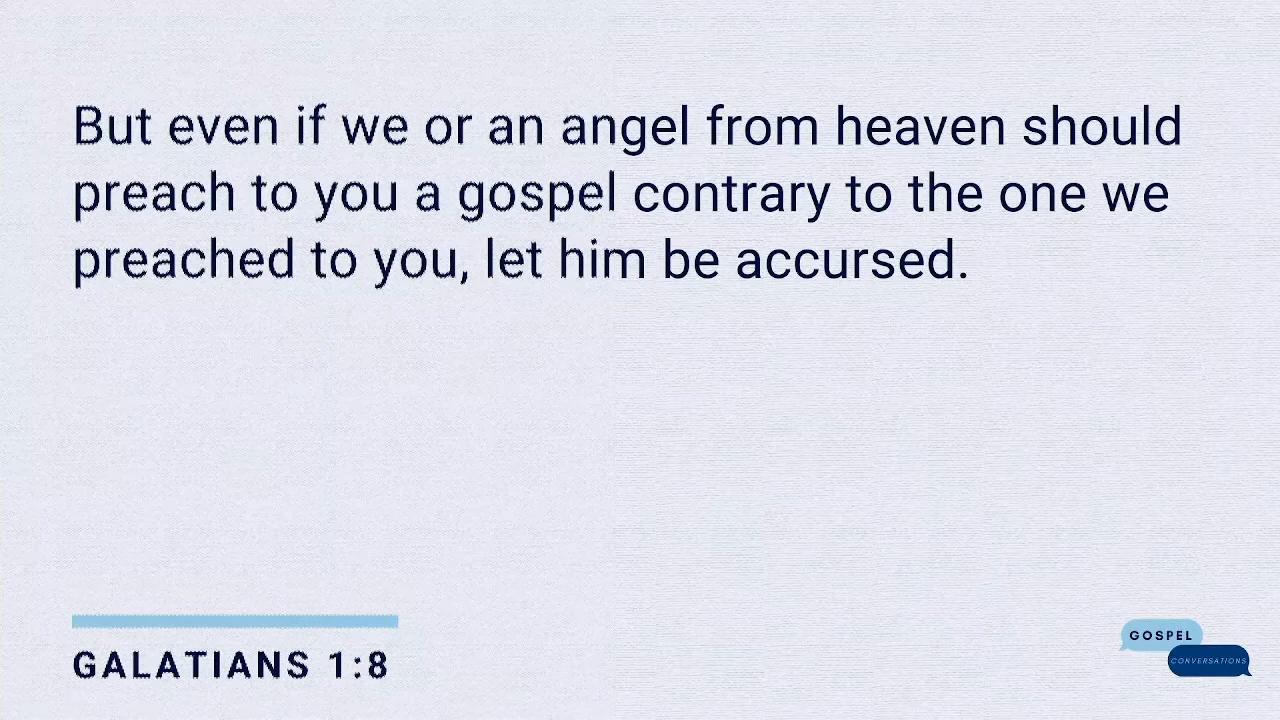 But even if we or an angel from heaven should
preach to you a gospel contrary to the one we
preached to you, let him be accursed.
GALATIANS 1:8
GOSPEL
CONVERSATIONS